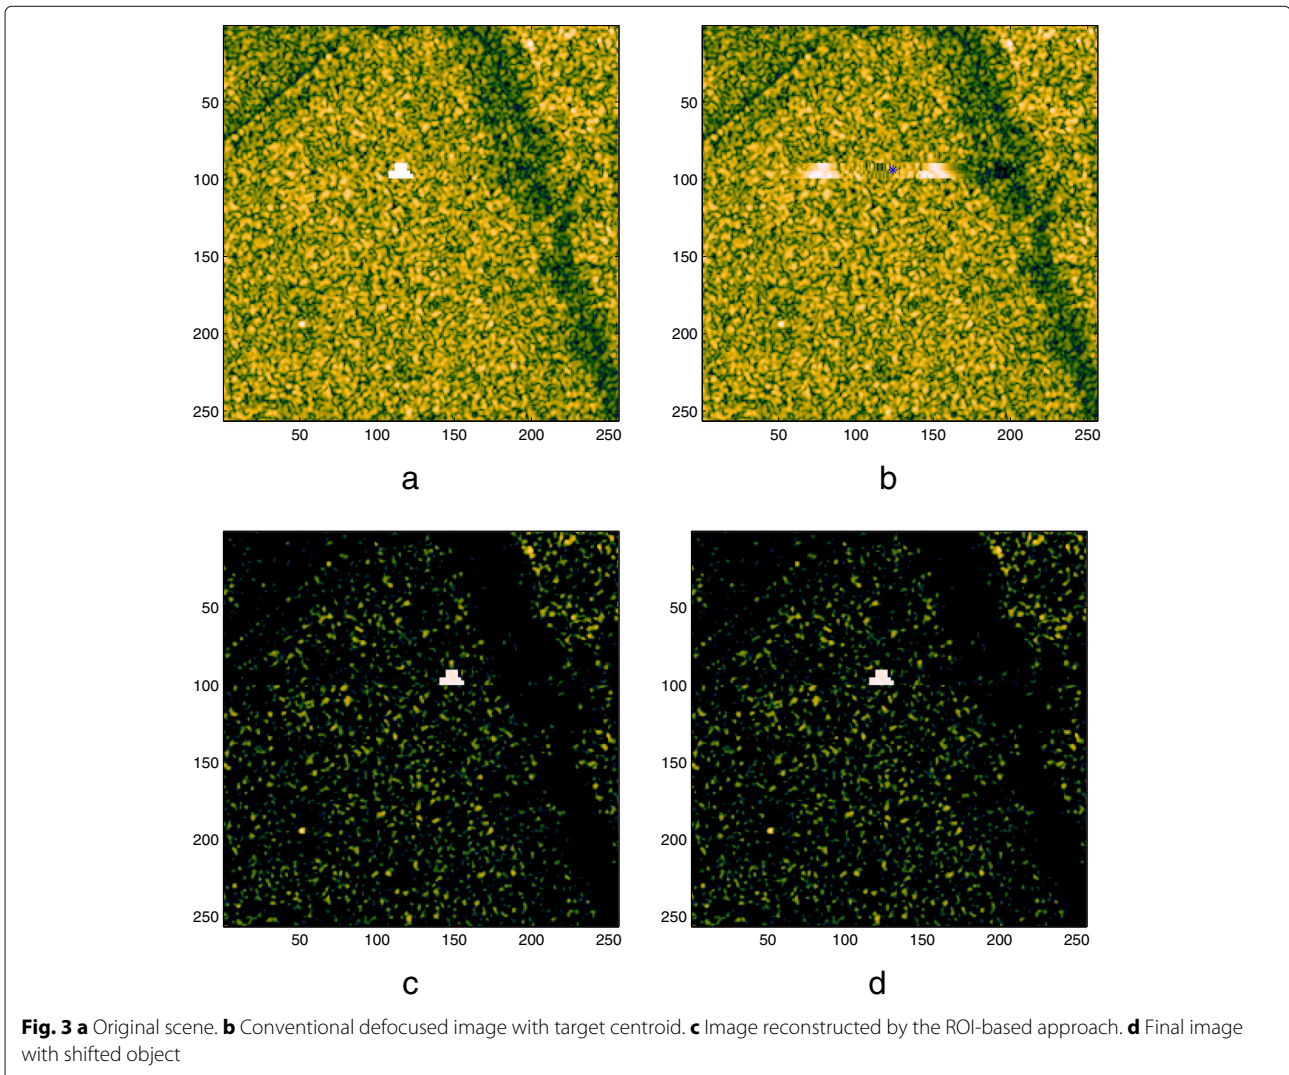 50
100
150
200
250
50 100 150 200 250
a
50
100
150
200
250
50 100 150 200 250
b
50
100
150
200
250
50 100 150 200 250
c
50
100
150
200
250
50 100 150 200 250
d
Fig. 3 a Original scene. b Conventional defocused image with target centroid. c Image reconstructed by the ROI-based approach. d Final image
with shifted object